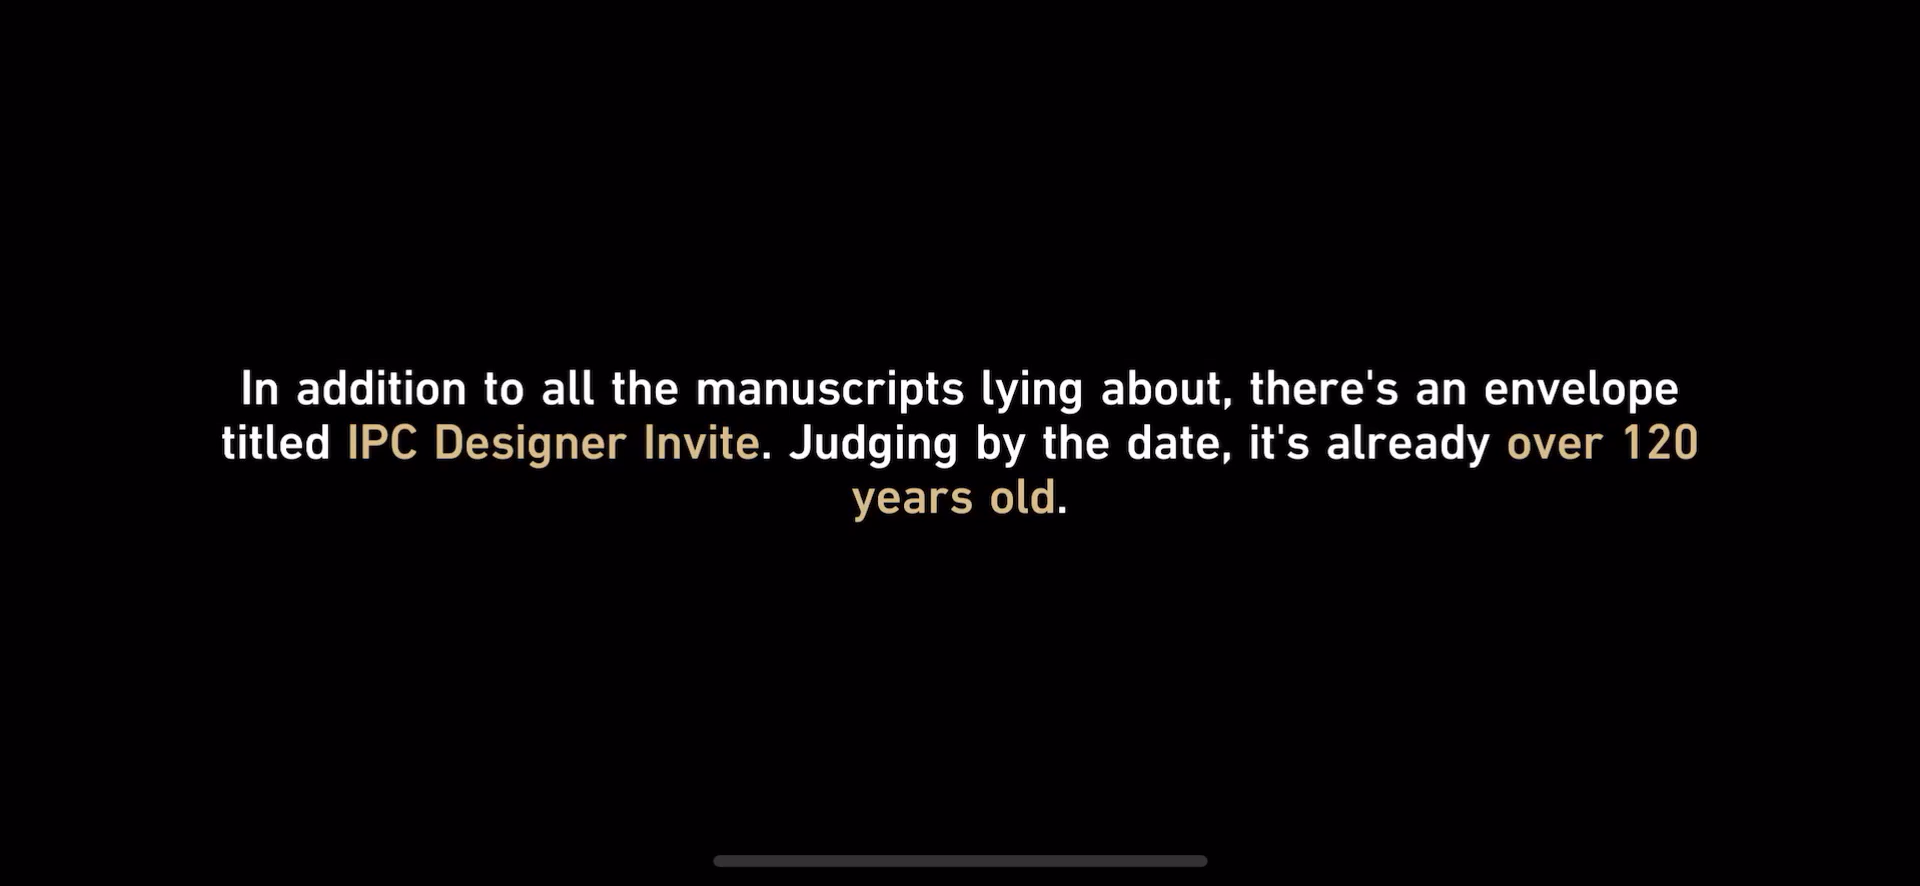 In addition to all the manuscripts lying about, there's an envelope
titled IPC Designer Invite. Judging by the date, it's already over 120
years old.